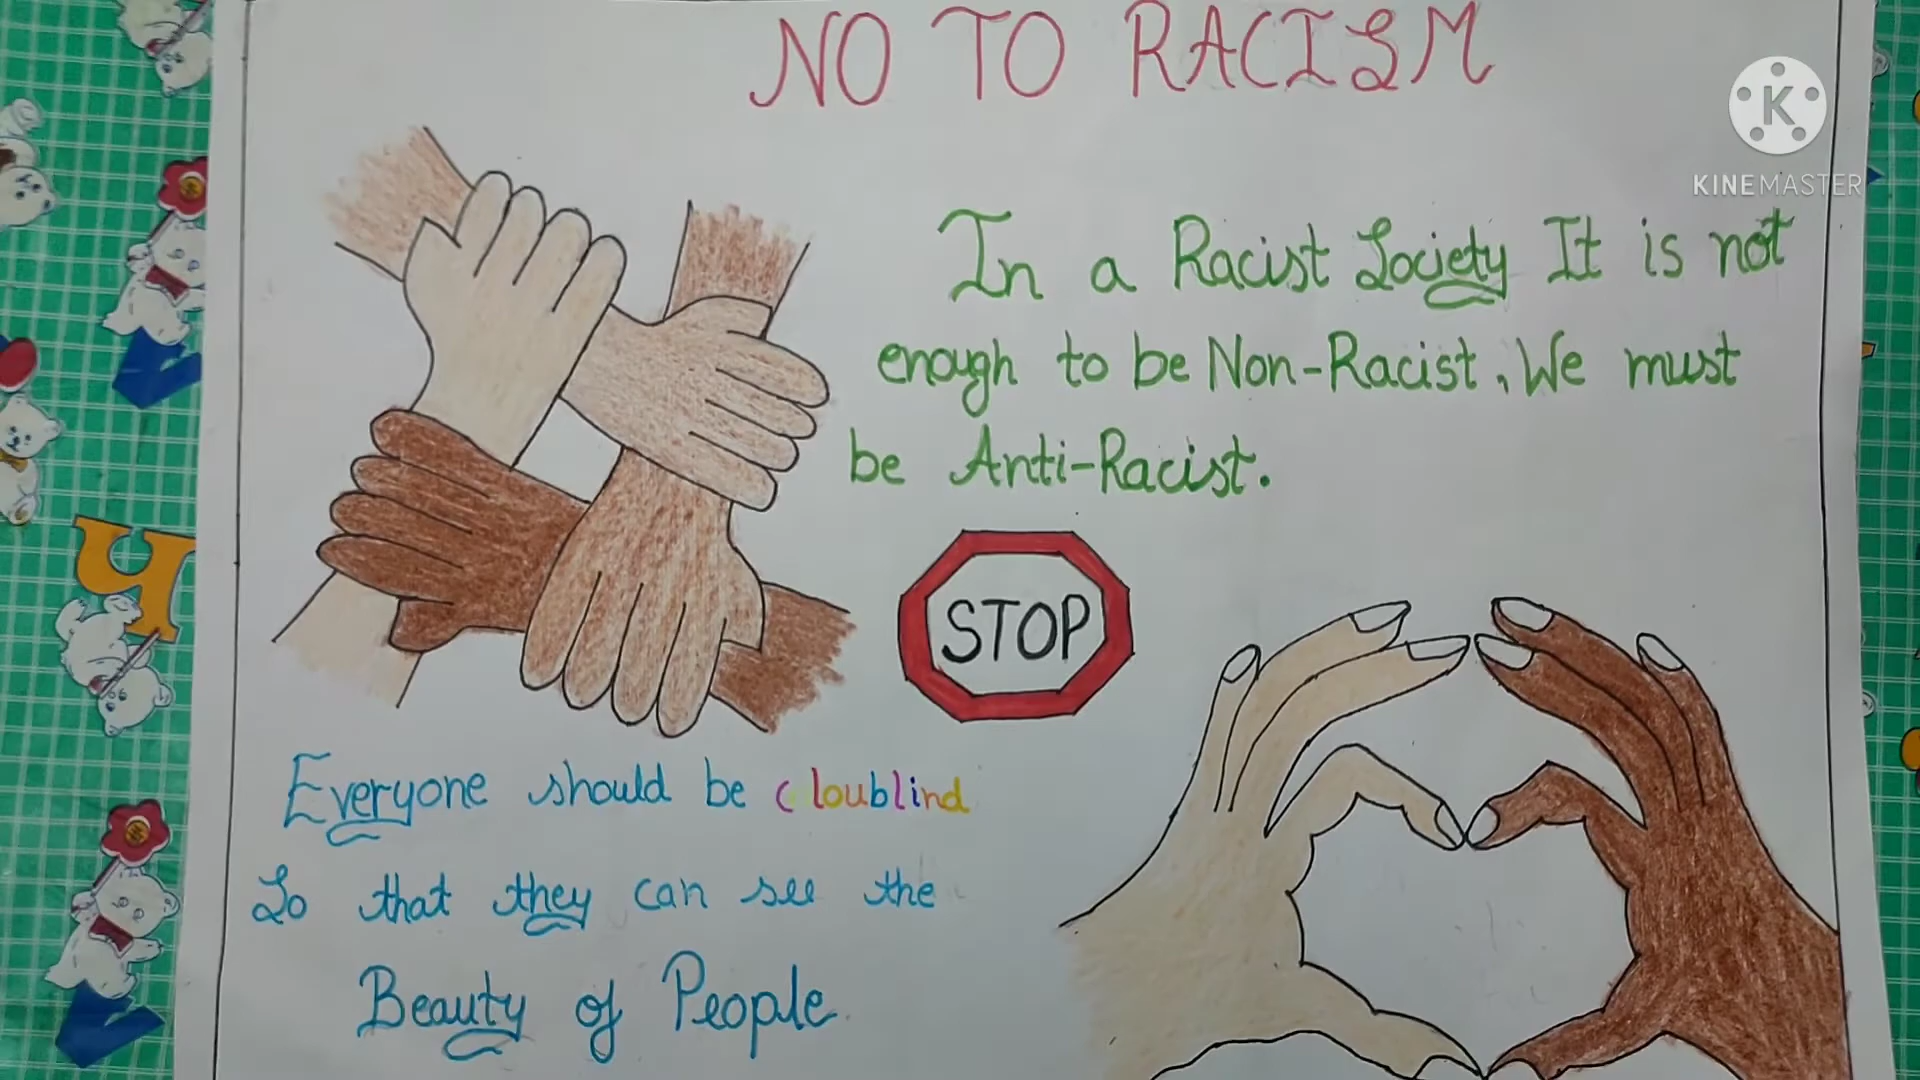 NO TO RACISM
K
KINEMASTER
In a Racist Society It is not
enough to be Non-Racist, We must
be Anti-Racist.
STOP
Everyone should be cloublind
So that they can see the
Beauty of People